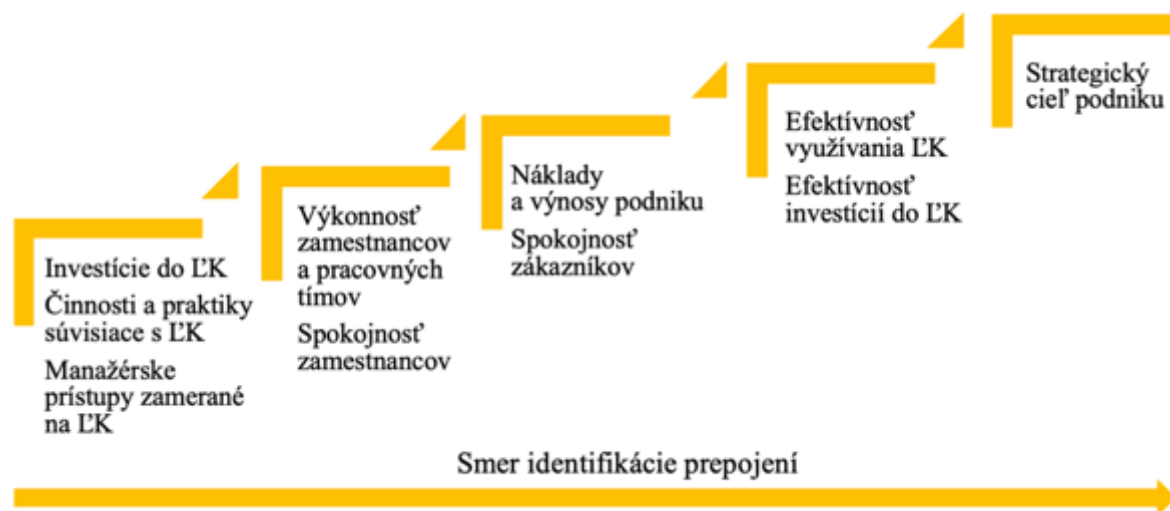 Investície do ĽK
Činnosti a praktiky
súvisiace s ĽK
Manažérske
prístupy zamerané
na ĽK
Výkonnosť
zamestnancov
a pracovných
tímov
Spokojnosť
zamestnancov
Náklady
a výnosy podniku
Spokojnosť
zákazníkov
Efektívnosť
využívania ĽK
Efektívnosť
investícií do ĽK
Strategický
cieľ podniku
Smer identifikácie prepojení